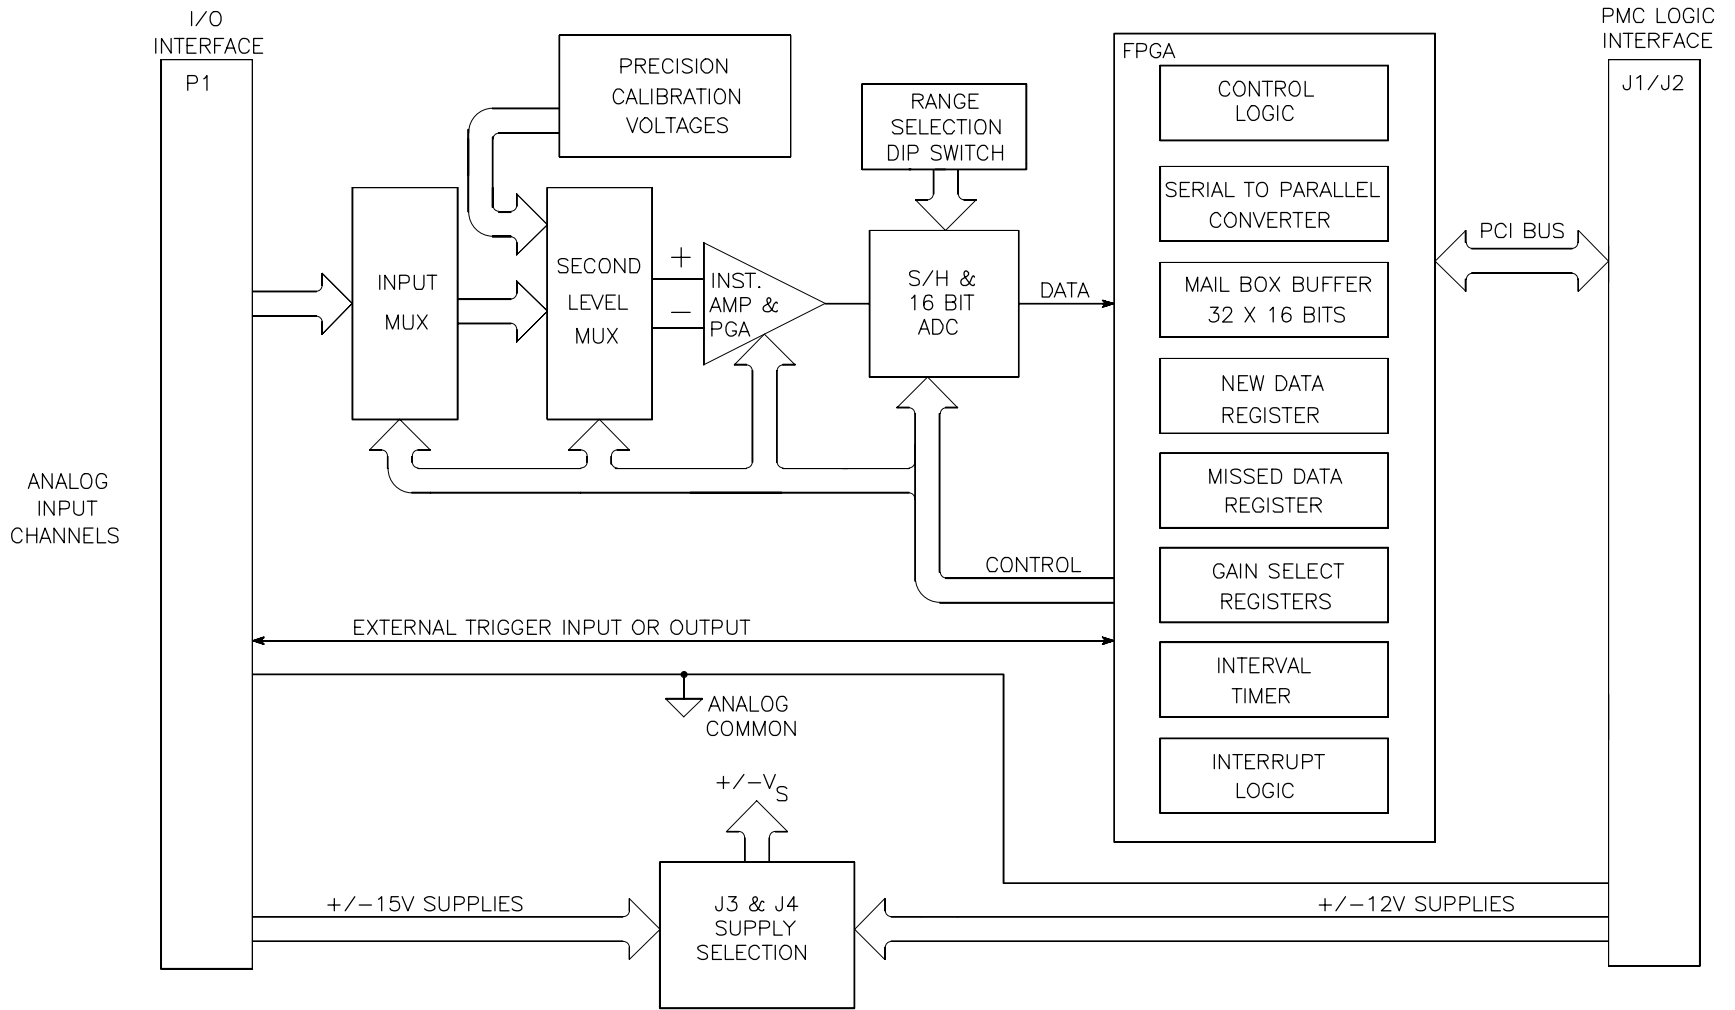 I/O
INTERFACE
P1
ANALOG
INPUT
CHANNELS
PRECISION
CALIBRATION
VOLTAGES
RANGE
SELECTION
DIP SWITCH
INPUT
MUX
SECOND
LEVEL
MUX
+
−
INST.
AMP &
PGA
S/H &
16 BIT
ADC
DATA
CONTROL
FPGA
CONTROL
LOGIC
SERIAL TO PARALLEL
CONVERTER
MAIL BOX BUFFER
32 X 16 BITS
NEW DATA
REGISTER
MISSED DATA
REGISTER
GAIN SELECT
REGISTERS
INTERVAL
TIMER
INTERRUPT
LOGIC
PCI BUS
PMC LOGIC
INTERFACE
J1/J2
EXTERNAL TRIGGER INPUT OR OUTPUT
ANALOG
COMMON
+/−VS
+/−15V SUPPLIES
J3 & J4
SUPPLY
SELECTION
+/−12V SUPPLIES